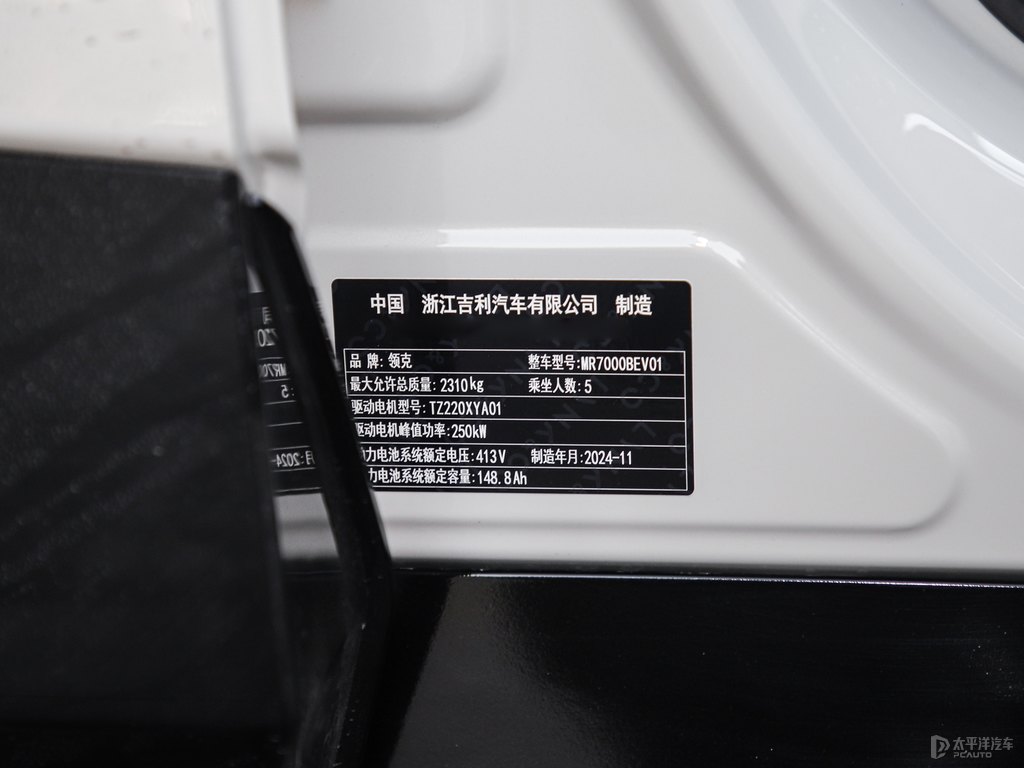 中国 浙江吉利汽车有限公司 制造
品牌:领克 整车型号:MR7000BEV01
最大允许总质量:2310kg 乘坐人数:5
驱动电机型号:TZ220XYA01
驱动电机峰值功率:250kW
力电池系统额定电压:413V 制造年月:2024-11
力电池系统额定容量:148.8Ah
太平洋汽车
PCAUTO